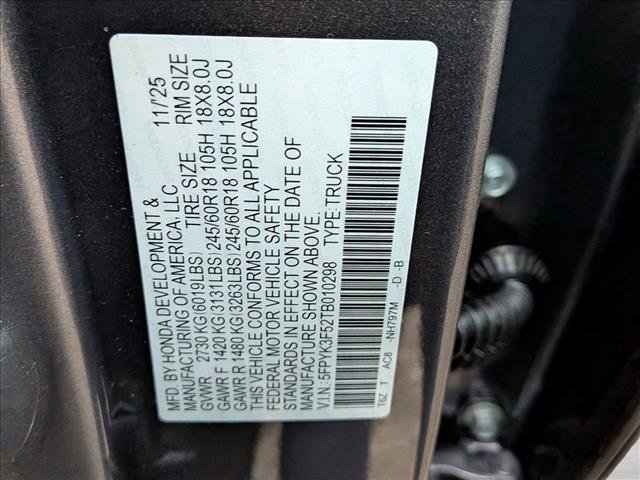 MFD. BY HONDA DEVELOPMENT &
MANUFACTURING OF AMERICA, LLC 11/'25
TIRE SIZE RIM SIZE
GVWR 2730 KG(6019LBS)
GAWR F 1420 KG(3131LBS) 245/60R18 105H 18X8.0J
GAWR R 1480 KG(3263LBS) 245/60R18 105H 18X8.0J
THIS VEHICLE CONFORMS TO ALL APPLICABLE
FEDERAL MOTOR VEHICLE SAFETY
STANDARDS IN EFFECT ON THE DATE OF
MANUFACTURE SHOWN ABOVE.
V.I.N.: 5FPYK3F52TB010298 TYPE:TRUCK
T6Z T AC8 -NH797M -D -B